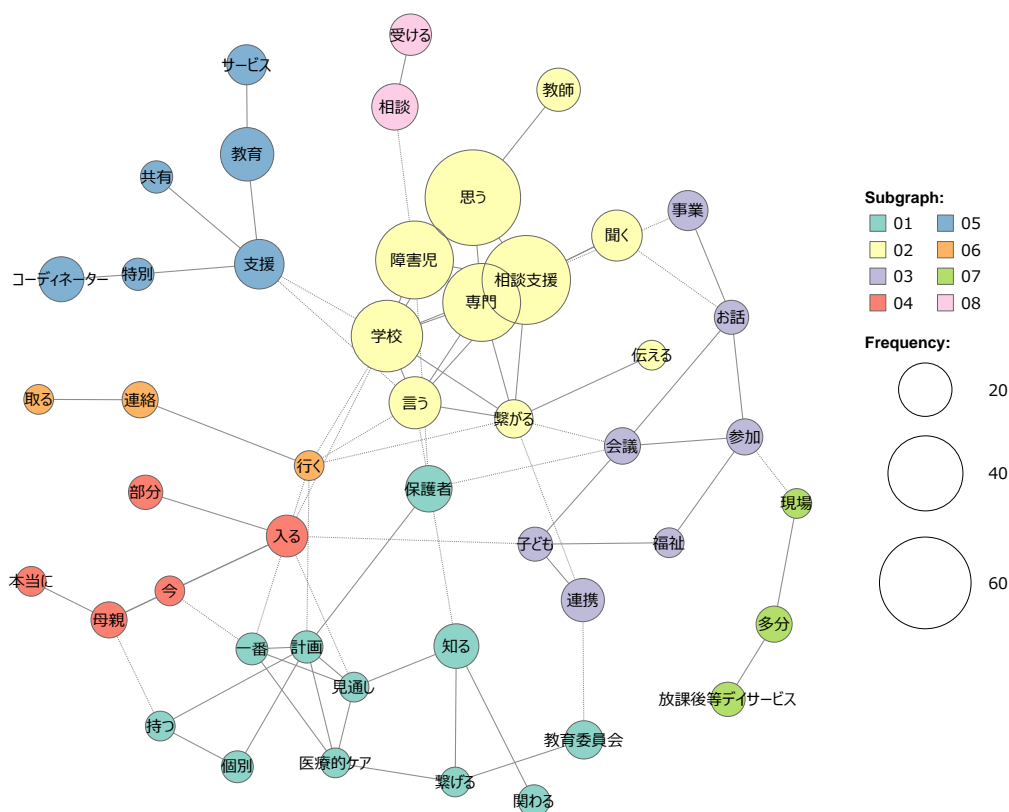 受ける
サービス
教師
相談
教育
共有
思う
事業
聞く
障害児
支援
コーディネーター
特別
相談支援
専門
お話
学校
伝える
取る
連絡
言う
繋がる
参加
会議
行く
保護者
部分
現場
入る
子ども
福祉
本当に
今
連携
母親
多分
一番
計画
知る
見通し
放課後等デイサービス
持つ
教育委員会
個別
医療的ケア
繋げる
関わる
Subgraph:
01 05
02 06
03 07
04 08
Frequency:
20
40
60